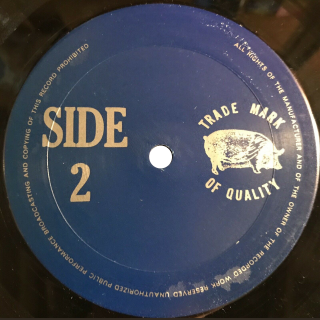 SIDE
2
TRADE MARK
OF QUALITY
ALL RIGHTS OF THE MANUFACTURER AND OF THE OWNER OF THE RECORDED WORK RESERVED UNAUTHORIZED PUBLIC PERFORMANCE BROADCASTING AND COPYING OF THIS RECORD PROHIBITED